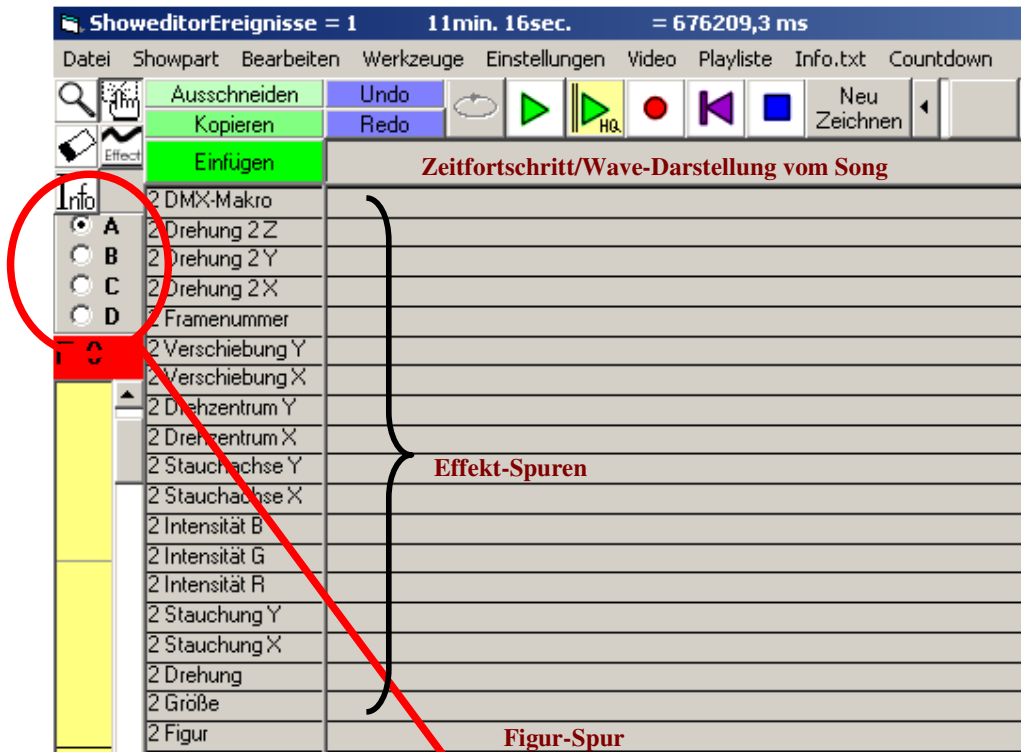 ShoweditorEreignisse = 1 11min. 16sec. = 676209,3 ms
Datei Showpart Bearbeiten Werkzeuge Einstellungen Video Playliste Info.txt Countdown
Ausschneiden Undo
Kopieren Redo
HQ
Neu
Zeichnen
Effect
Einfügen
Zeitfortschritt/Wave-Darstellung vom Song
Info
2 DMX-Makro
A
2 Drehung 2 Z
B
2 Drehung 2 Y
C
2 Drehung 2 X
D
2 Framenummer
2 Verschiebung Y
2 Verschiebung X
2 Drehzentrum Y
2 Drehzentrum X
2 Stauchachse Y
Effekt-Spuren
2 Stauchachse X
2 Intensität B
2 Intensität G
2 Intensität R
2 Stauchung Y
2 Stauchung X
2 Drehung
2 Größe
2 Figur
Figur-Spur